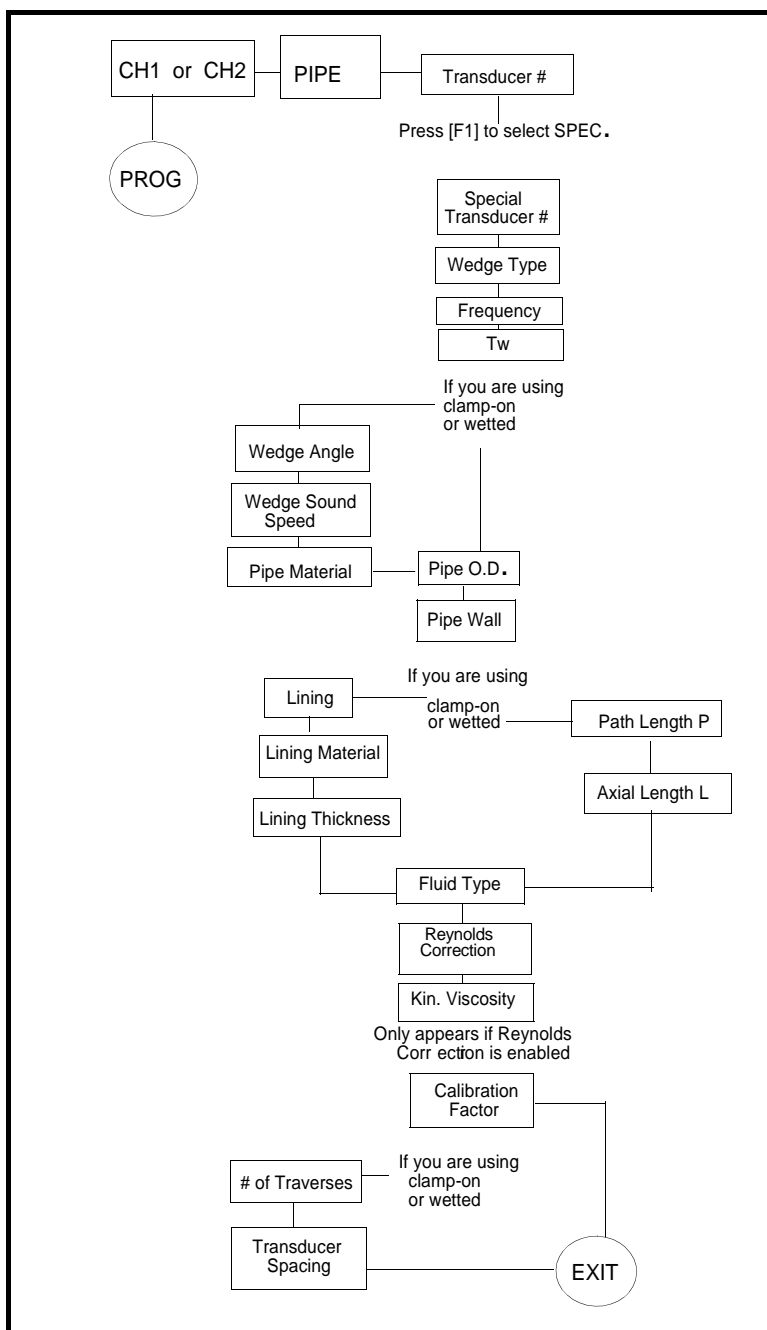 CH1 or CH2
PIPE
Transducer #
Press [F1] to select SPEC.
PROG
Special
Transducer #
Wedge Type
Frequency
Tw
If you are using
clamp-on
or wetted
Wedge Angle
Wedge Sound
Speed
Pipe Material
Pipe O.D.
Pipe Wall
If you are using
clamp-on
or wetted
Lining
Path Length P
Lining Material
Axial Length L
Lining Thickness
Fluid Type
Reynolds
Correction
Kin. Viscosity
Only appears if Reynolds
Corr ection is enabled
Calibration
Factor
If you are using
clamp-on
or wetted
# of Traverses
Transducer
Spacing
EXIT